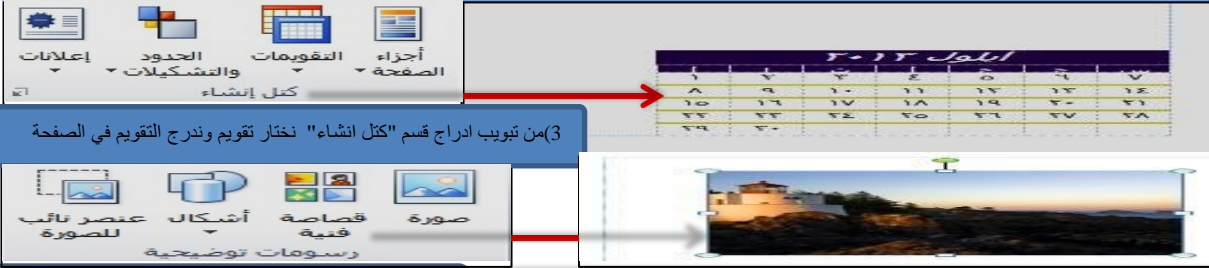 أجزاء الصفحة
التقويمات
الحدود والتشكيلات
إعلانات
كتل إنشاء
ايلول ٢٠١٣
١ ٢ ٣ ٤ ٥ ٦ ٧
٨ ٩ ١٠ ١١ ١٢ ١٣ ١٤
١٥ ١٦ ١٧ ١٨ ١٩ ٢٠ ٢١
٢٢ ٢٣ ٢٤ ٢٥ ٢٦ ٢٧ ٢٨
٢٩ ٣٠
3)من تبويب ادراج قسم "كتل انشاء" نختار تقويم وندرج التقويم في الصفحة
صورة
قصاصة فنية
أشكال
عنصر نائب للصورة
رسومات توضيحية